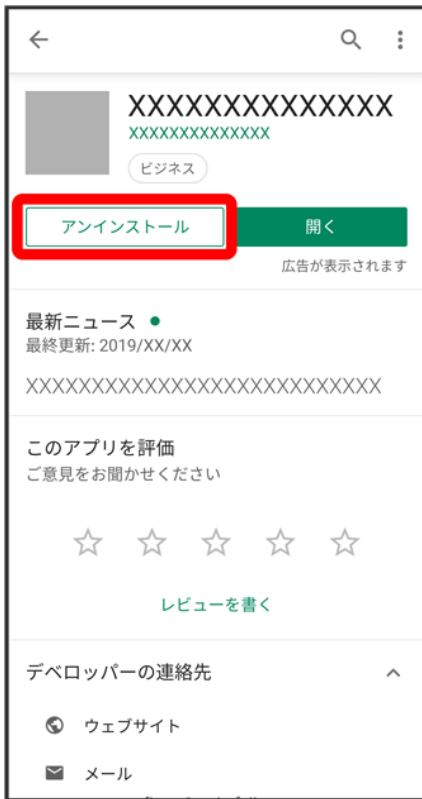 XXXXXXXXXXXXXX
XXXXXXXXXXXXXX
ビジネス
アンインストール
開く
広告が表示されます
最新ニュース
最終更新: 2019/XX/XX
XXXXXXXXXXXXXXXXXXXXXXXXXXX
このアプリを評価
ご意見をお聞かせください
レビューを書く
デベロッパーの連絡先
ウェブサイト
メール